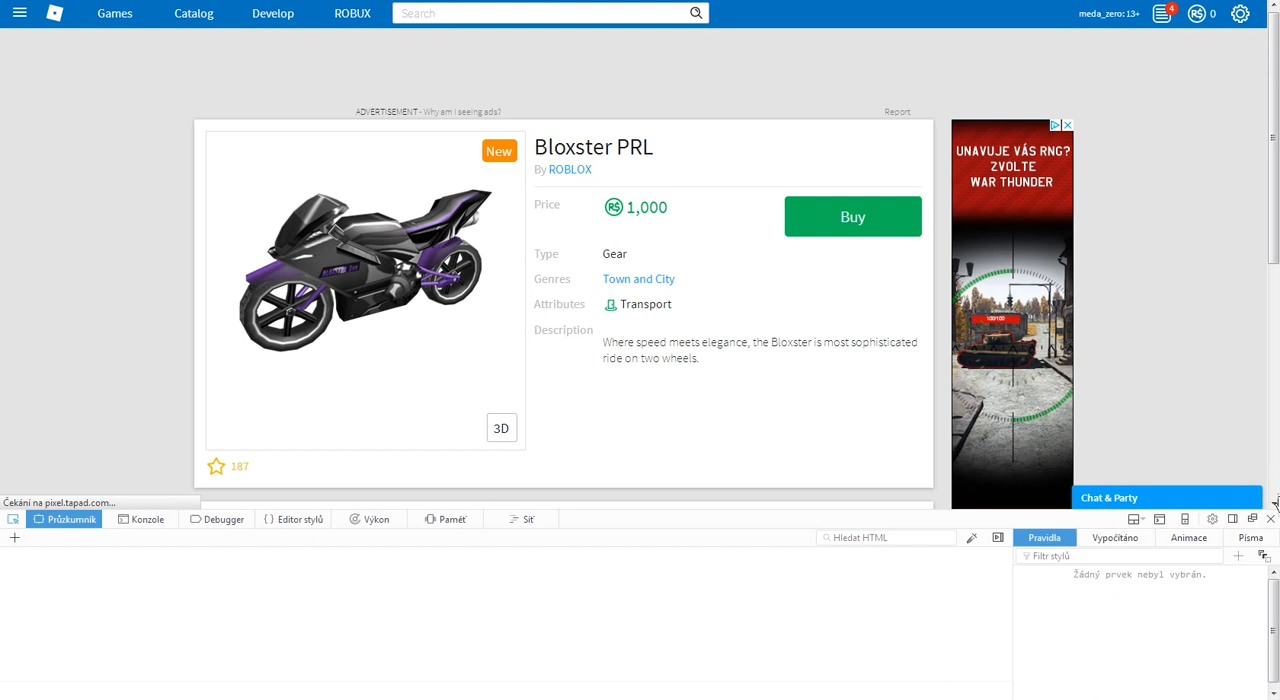 Games Catalog Develop ROBUX Search meda_zero: 13+ 4 R$ 0
ADVERTISEMENT - Why am I seeing ads? Report
New
Bloxster PRL
By ROBLOX
Price R$ 1,000
Buy
Type Gear
Genres Town and City
Attributes Transport
Description
Where speed meets elegance, the Bloxster is most sophisticated
ride on two wheels.
3D
187
UNAVUJE VÁS RNG?
ZVOLTE
WAR THUNDER
100/100
Chat & Party
Čekání na pixel.tapad.com...
Průzkumník Konzole Debugger Editor stylů Výkon Paměť Síť
Hledat HTML
Pravidla Vypočítáno Animace Písma
Filtr stylů
Žádný prvek nebyl vybrán.